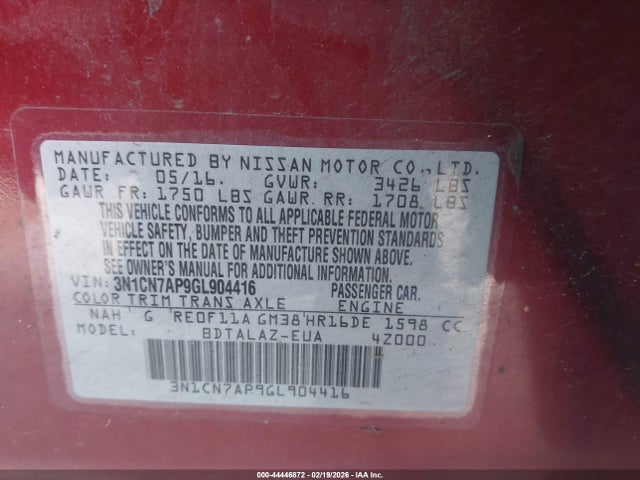 MANUFACTURED BY NISSAN MOTOR CO., LTD.
DATE: 05/16. GVWR: 3426 LBS
GAWR FR: 1750 LBS GAWR RR: 1708 LBS
THIS VEHICLE CONFORMS TO ALL APPLICABLE FEDERAL MOTOR
VEHICLE SAFETY, BUMPER AND THEFT PREVENTION STANDARDS
IN EFFECT ON THE DATE OF MANUFACTURE SHOWN ABOVE.
SEE OWNER'S MANUAL FOR ADDITIONAL INFORMATION.
VIN: 3N1CN7AP9GL904416 PASSENGER CAR.
COLOR TRIM TRANS AXLE ENGINE
NAH G RE0F11A GM38 HR16DE 1598 CC
MODEL: BDTALAZ-EUA 4Z000
3N1CN7AP9GL904416
000-44446872 - 02/19/2026 - IAA Inc.